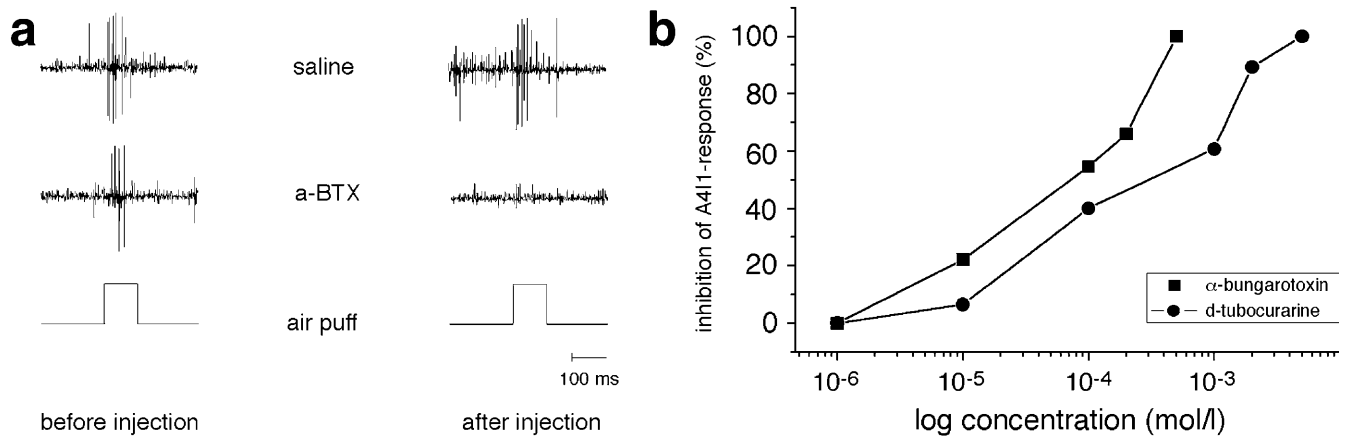 a
saline
a-BTX
air puff
100 ms
before injection
after injection
b
inhibition of A4I1-response (%)
100
80
60
40
20
0
10⁻⁶
10⁻⁵
10⁻⁴
10⁻³
log concentration (mol/l)
α-bungarotoxin
d-tubocurarine